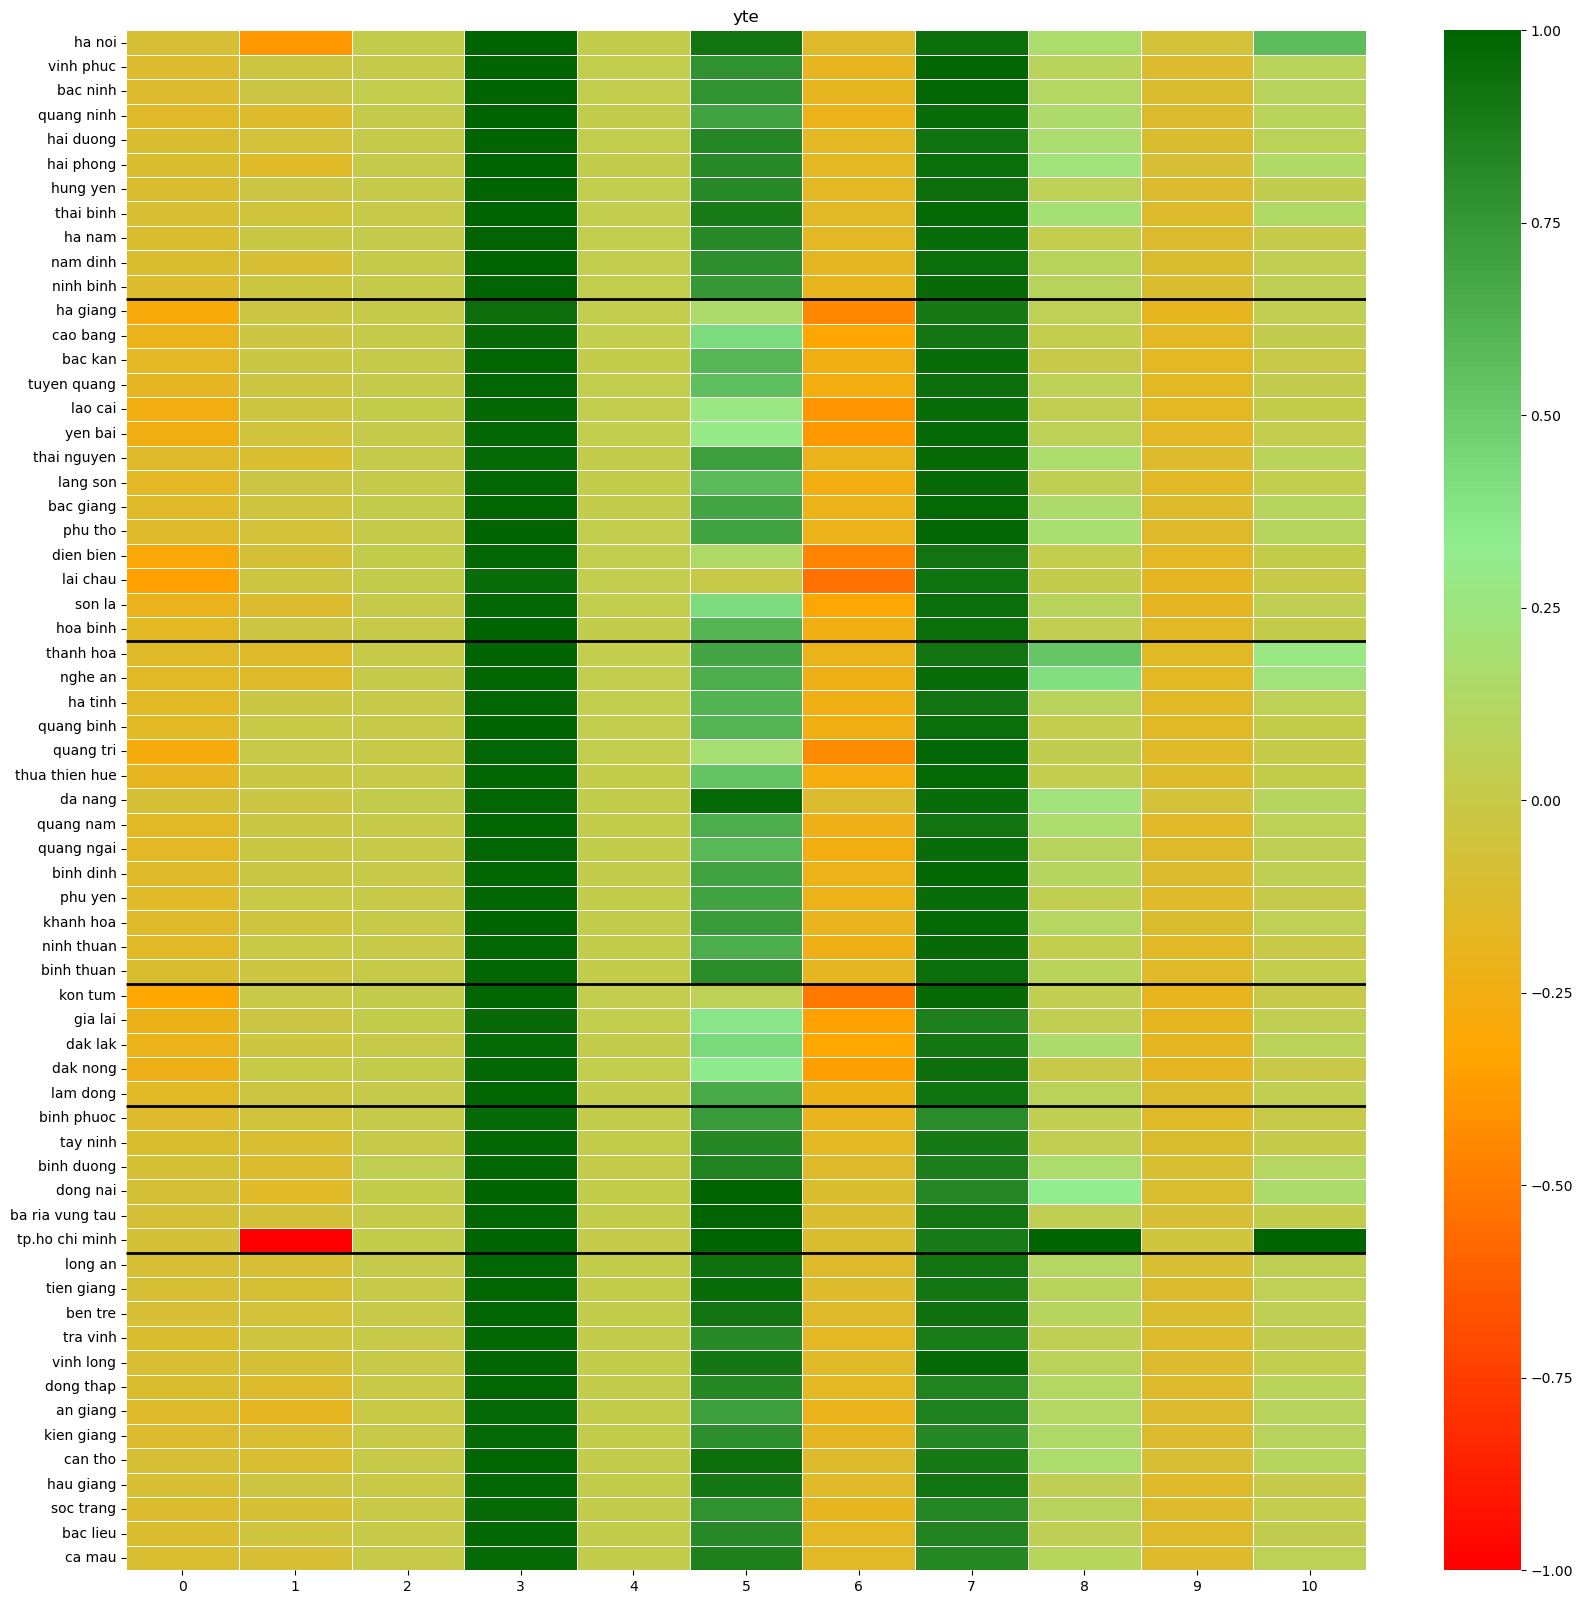 yte
ha noi
vinh phuc
bac ninh
quang ninh
hai duong
hai phong
hung yen
thai binh
ha nam
nam dinh
ninh binh
ha giang
cao bang
bac kan
tuyen quang
lao cai
yen bai
thai nguyen
lang son
bac giang
phu tho
dien bien
lai chau
son la
hoa binh
thanh hoa
nghe an
ha tinh
quang binh
quang tri
thua thien hue
da nang
quang nam
quang ngai
binh dinh
phu yen
khanh hoa
ninh thuan
binh thuan
kon tum
gia lai
dak lak
dak nong
lam dong
binh phuoc
tay ninh
binh duong
dong nai
ba ria vung tau
tp.ho chi minh
long an
tien giang
ben tre
tra vinh
vinh long
dong thap
an giang
kien giang
can tho
hau giang
soc trang
bac lieu
ca mau
0 1 2 3 4 5 6 7 8 9 10
1.00
0.75
0.50
0.25
0.00
−0.25
−0.50
−0.75
−1.00